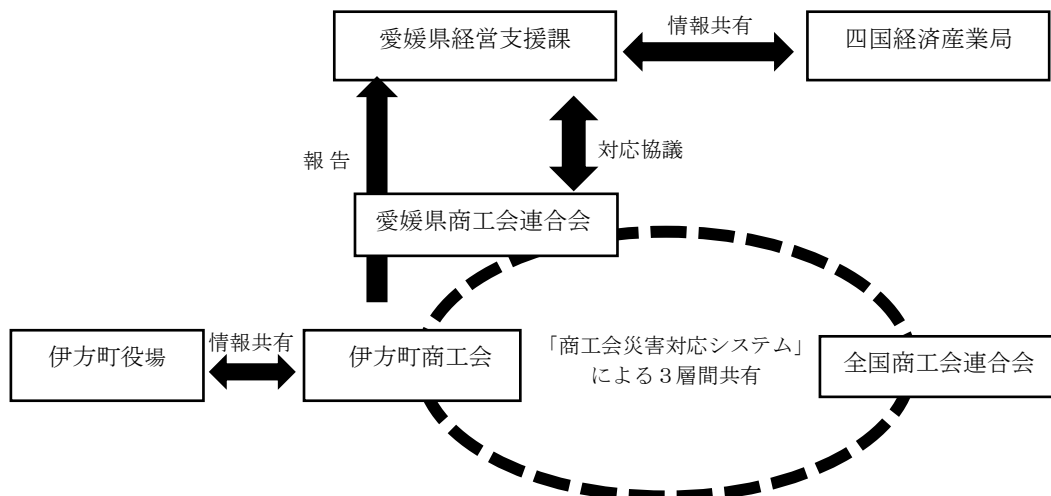 愛媛県経営支援課
情報共有
四国経済産業局
報 告
対応協議
愛媛県商工会連合会
伊方町役場
情報共有
伊方町商工会
「商工会災害対応システム」
による３層間共有
全国商工会連合会